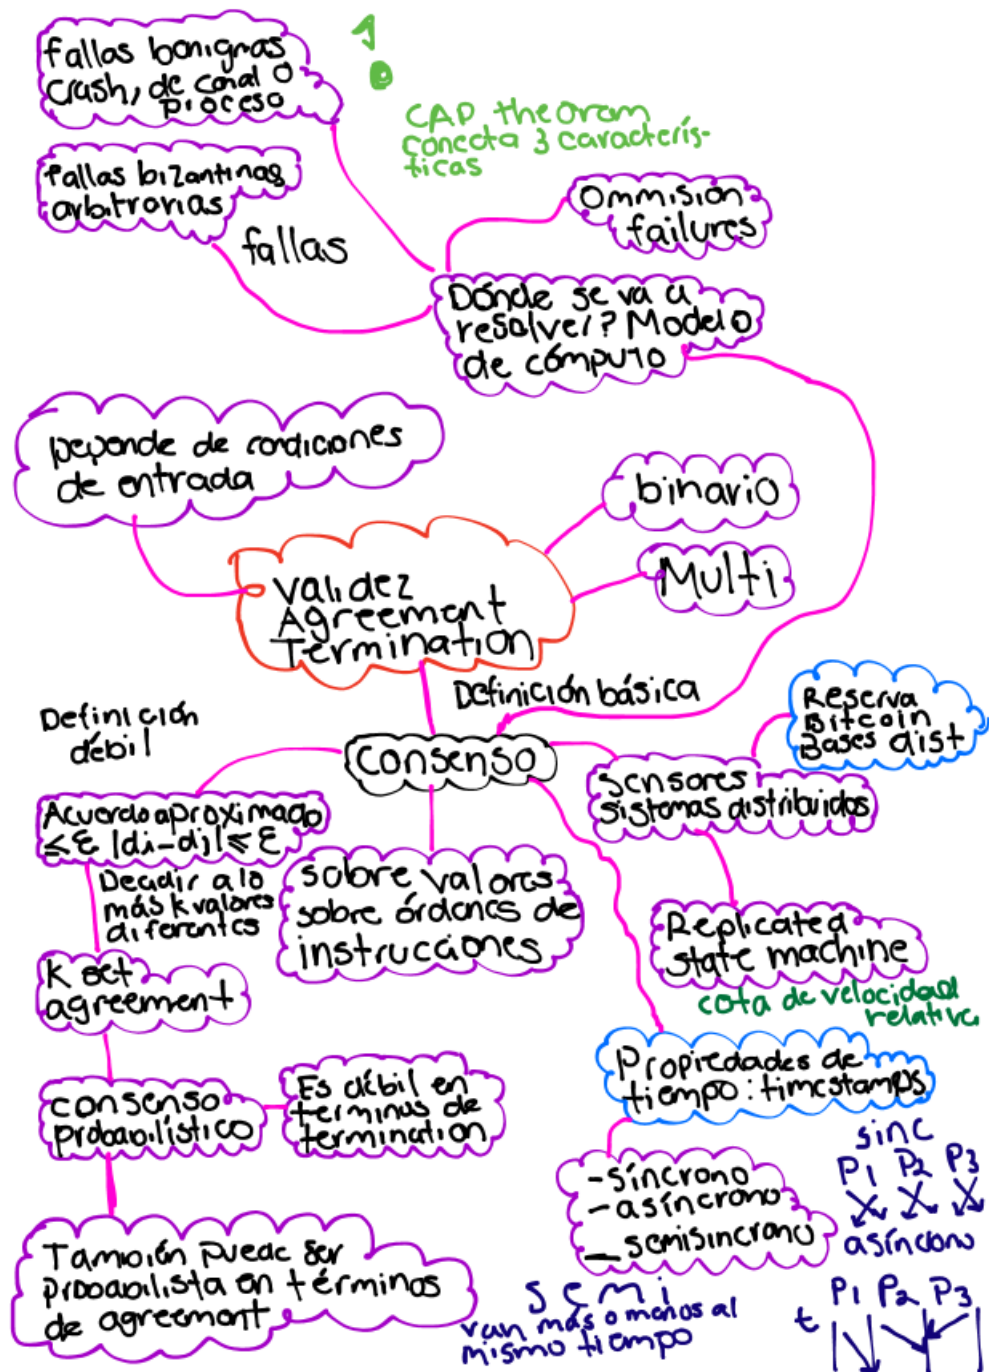 fallas benignas
crash, de canal o
proceso
1
0
CAP theorem
conecta 3 caracterís-
ticas
fallas bizantinas
arbitrarias
fallas
Ommisión
failures
Dónde se va a
resolver? Modelo
de cómputo
Depende de condiciones
de entrada
binario
Multi
Validez
Agreement
Termination
Definición básica
Definición
débil
consenso
Reserva
Bitcoin
Bases dist
sensores
sistemas distribuidos
Acuerdo aproximado
≤ε |di-dj|≤ε
Decidir a lo
más k valores
diferentes
sobre valores
sobre órdenes de
instrucciones
Replicated
state machine
cota de velocidad
relativa
K set
agreement
Propiedades de
tiempo: timestamps
consenso
probabilístico
Es débil en
terminus de
termination
-síncrono
-asíncrono
_ semisincrono
sinc
P1 P2 P3
asíncrono
También puede ser
probabilista en términos
de agreement
semi
van más o menos al
mismo tiempo
P1 P2 P3
t